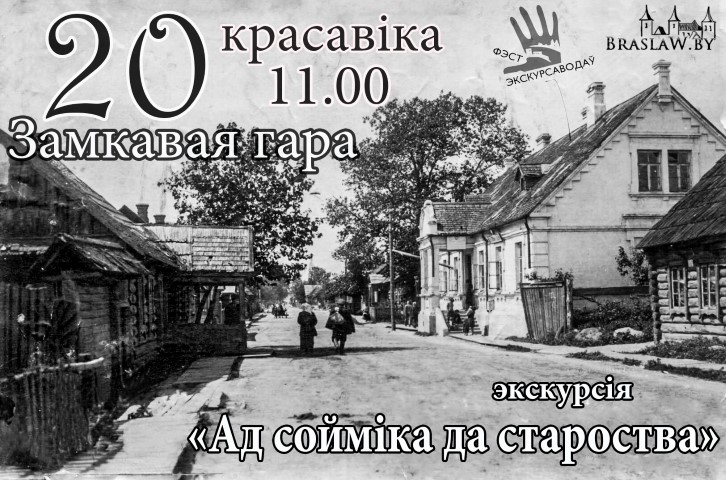 20
красавіка
11.00
Замкавая гара
ФЭСТ
ЭКСКУРСАВОДАЎ
BRASLAW.BY
экскурсія
«Ад сойміка да староства»